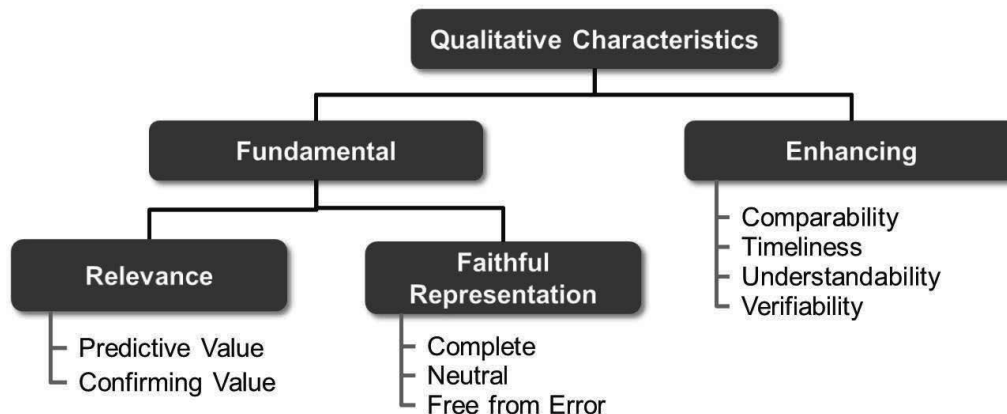 Qualitative Characteristics
Fundamental
Enhancing
Comparability
Timeliness
Understandability
Verifiability
Relevance
Predictive Value
Confirming Value
Faithful
Representation
Complete
Neutral
Free from Error